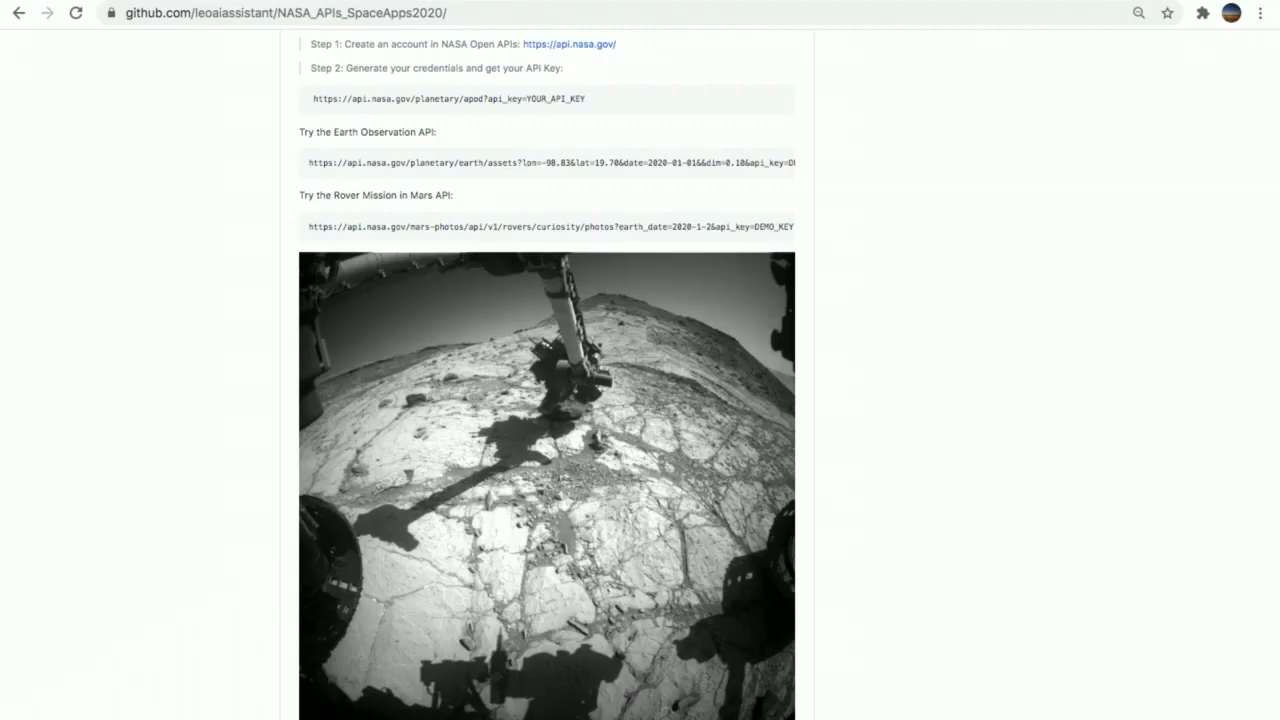 github.com/leoaiassistant/NASA_APIs_SpaceApps2020/
Step 1: Create an account in NASA Open APIs: https://api.nasa.gov/
Step 2: Generate your credentials and get your API Key:
https://api.nasa.gov/planetary/apod?api_key=YOUR_API_KEY
Try the Earth Observation API:
https://api.nasa.gov/planetary/earth/assets?lon=-98.83&lat=19.70&date=2020-01-01&&dim=0.10&api_key=D
Try the Rover Mission in Mars API:
https://api.nasa.gov/mars-photos/api/v1/rovers/curiosity/photos?earth_date=2020-1-2&api_key=DEMO_KEY